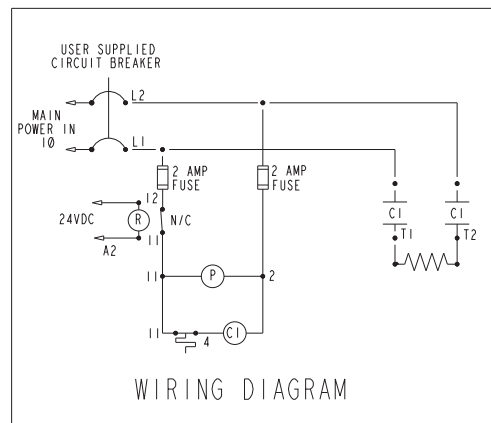 USER SUPPLIED
CIRCUIT BREAKER
L2
MAIN
POWER IN
1Ø
L1
2 AMP
FUSE
2 AMP
FUSE
12
24VDC
R
N/C
A2
11
C1
C1
T1
T2
11
P
2
11
4
C1
WIRING DIAGRAM